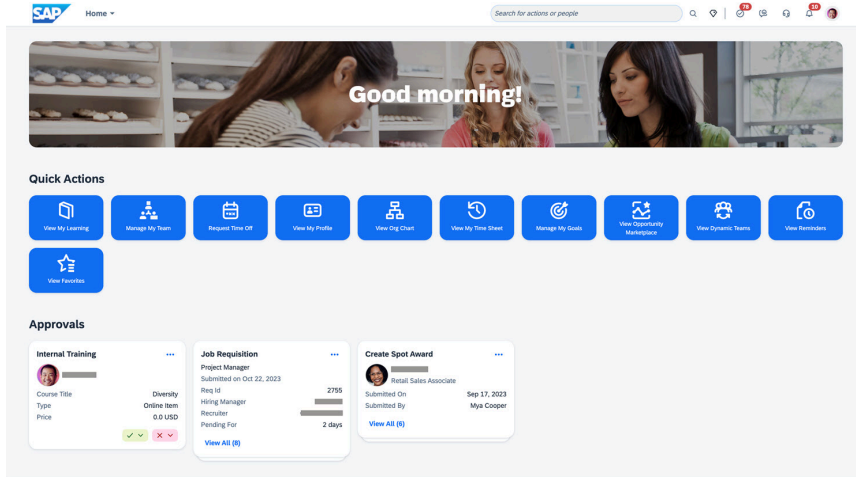 SAP
Home
Search for actions or people
78
10
Good morning!
Quick Actions
View My Learning
Manage My Team
Request Time Off
View My Profile
View Org Chart
View My Time Sheet
Manage My Goals
View Opportunity
Marketplace
View Dynamic Teams
View Reminders
View Favorites
Approvals
Internal Training
Course Title Diversity
Type Online Item
Price 0.0 USD
Job Requisition
Project Manager
Submitted on Oct 22, 2023
Req Id 2755
Hiring Manager
Recruiter
Pending For 2 days
View All (8)
Create Spot Award
Retail Sales Associate
Submitted On Sep 17, 2023
Submitted By Mya Cooper
View All (6)